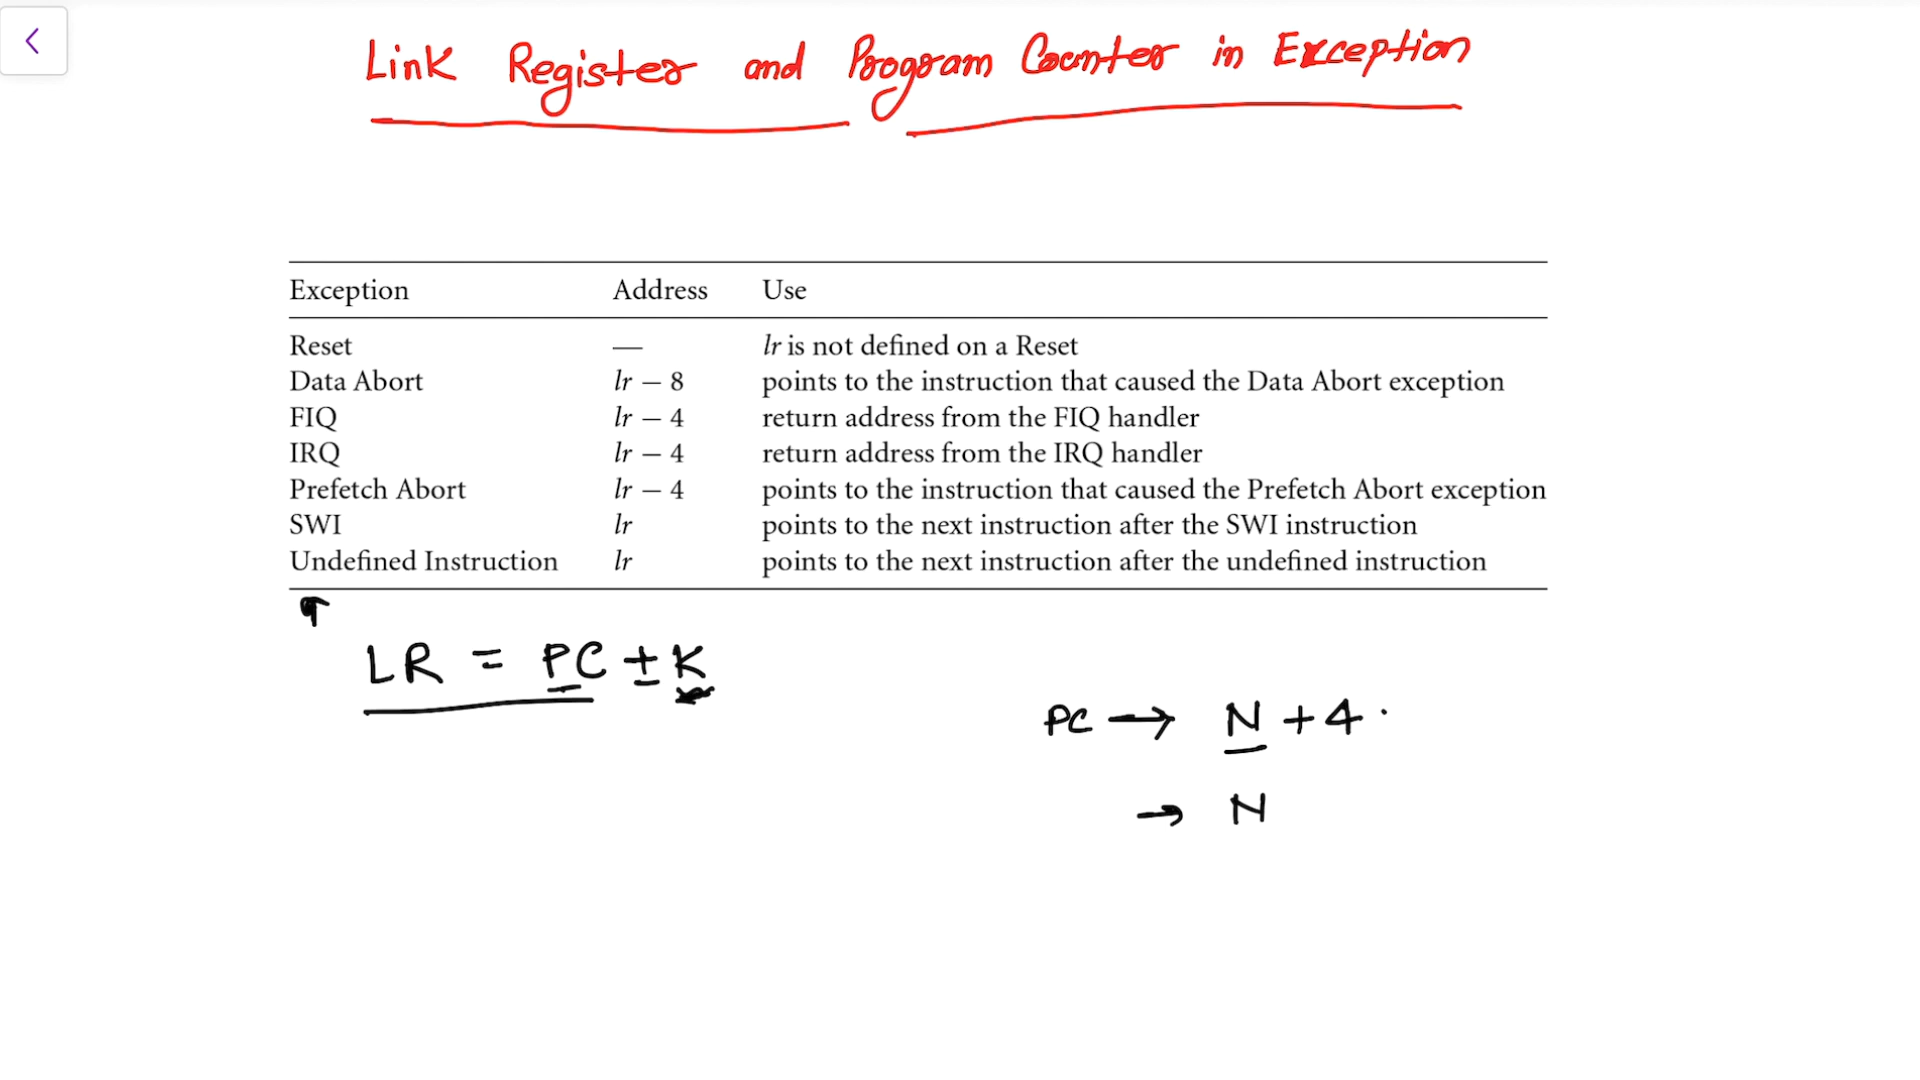 Link Register and Program Counter in Exception
Exception Address Use
Reset — lr is not defined on a Reset
Data Abort lr – 8 points to the instruction that caused the Data Abort exception
FIQ lr – 4 return address from the FIQ handler
IRQ lr – 4 return address from the IRQ handler
Prefetch Abort lr – 4 points to the instruction that caused the Prefetch Abort exception
SWI lr points to the next instruction after the SWI instruction
Undefined Instruction lr points to the next instruction after the undefined instruction
LR = PC ± K
PC → N + 4 .
→ N